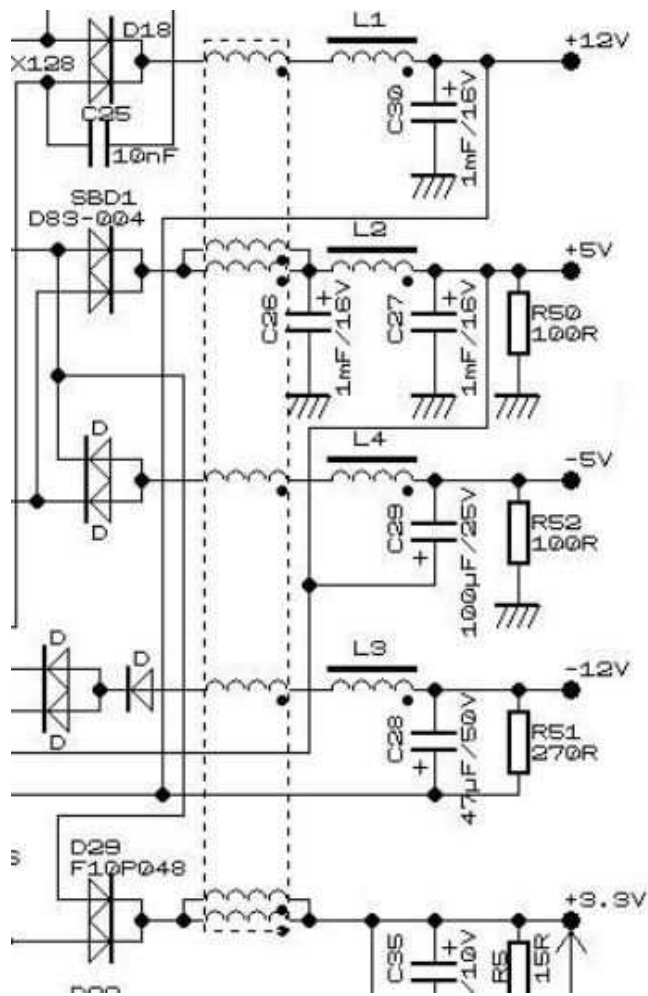 D18
L1
+12V
X128
C30
+
1mF/16V
C25
10nF
SBD1
D83-004
L2
+5V
C26
+
1mF/16V
C27
+
1mF/16V
R50
100R
D
L4
-5V
D
C29
+
100µF/25V
R52
100R
D
D
L3
-12V
D
C28
+
47µF/50V
R51
270R
D29
F10P048
+3.3V
C35
+
/10V
R5
15R